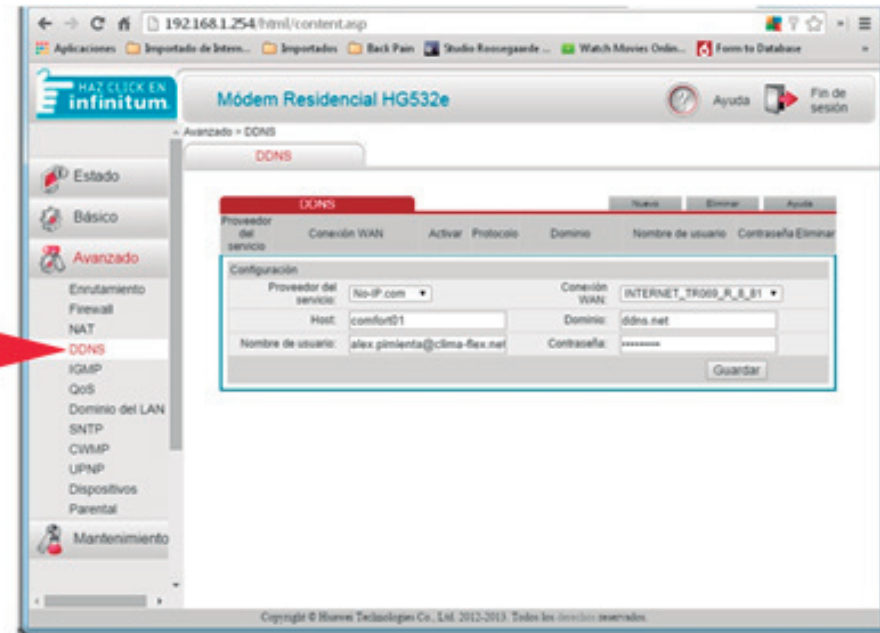 192.168.1.254/html/content.asp
Aplicaciones Importado de Intern... Importados Back Pain Studio Roosegaarde ... Watch Movies Onlin... Form to Database
HAZ CLICK EN
infinitum
Módem Residencial HG532e
Ayuda
Fin de sesión
Avanzado > DDNS
DDNS
Estado
Básico
Avanzado
Enrutamiento
Firewall
NAT
DDNS
IGMP
QoS
Dominio del LAN
SNTP
CWMP
UPNP
Dispositivos
Parental
Mantenimiento
DDNS
Nuevo Eliminar Ayuda
Proveedor del servicio Conexión WAN Activar Protocolo Dominio Nombre de usuario Contraseña Eliminar
Configuración
Proveedor del servicio: No-IP.com Conexión WAN: INTERNET_TR069_R_8_81
Host: comfort01 Dominio: ddns.net
Nombre de usuario: alex.pimienta@clima-flex.net Contraseña: ••••••••
Guardar
Copyright © Huawei Technologies Co., Ltd. 2012-2013. Todos los derechos reservados.